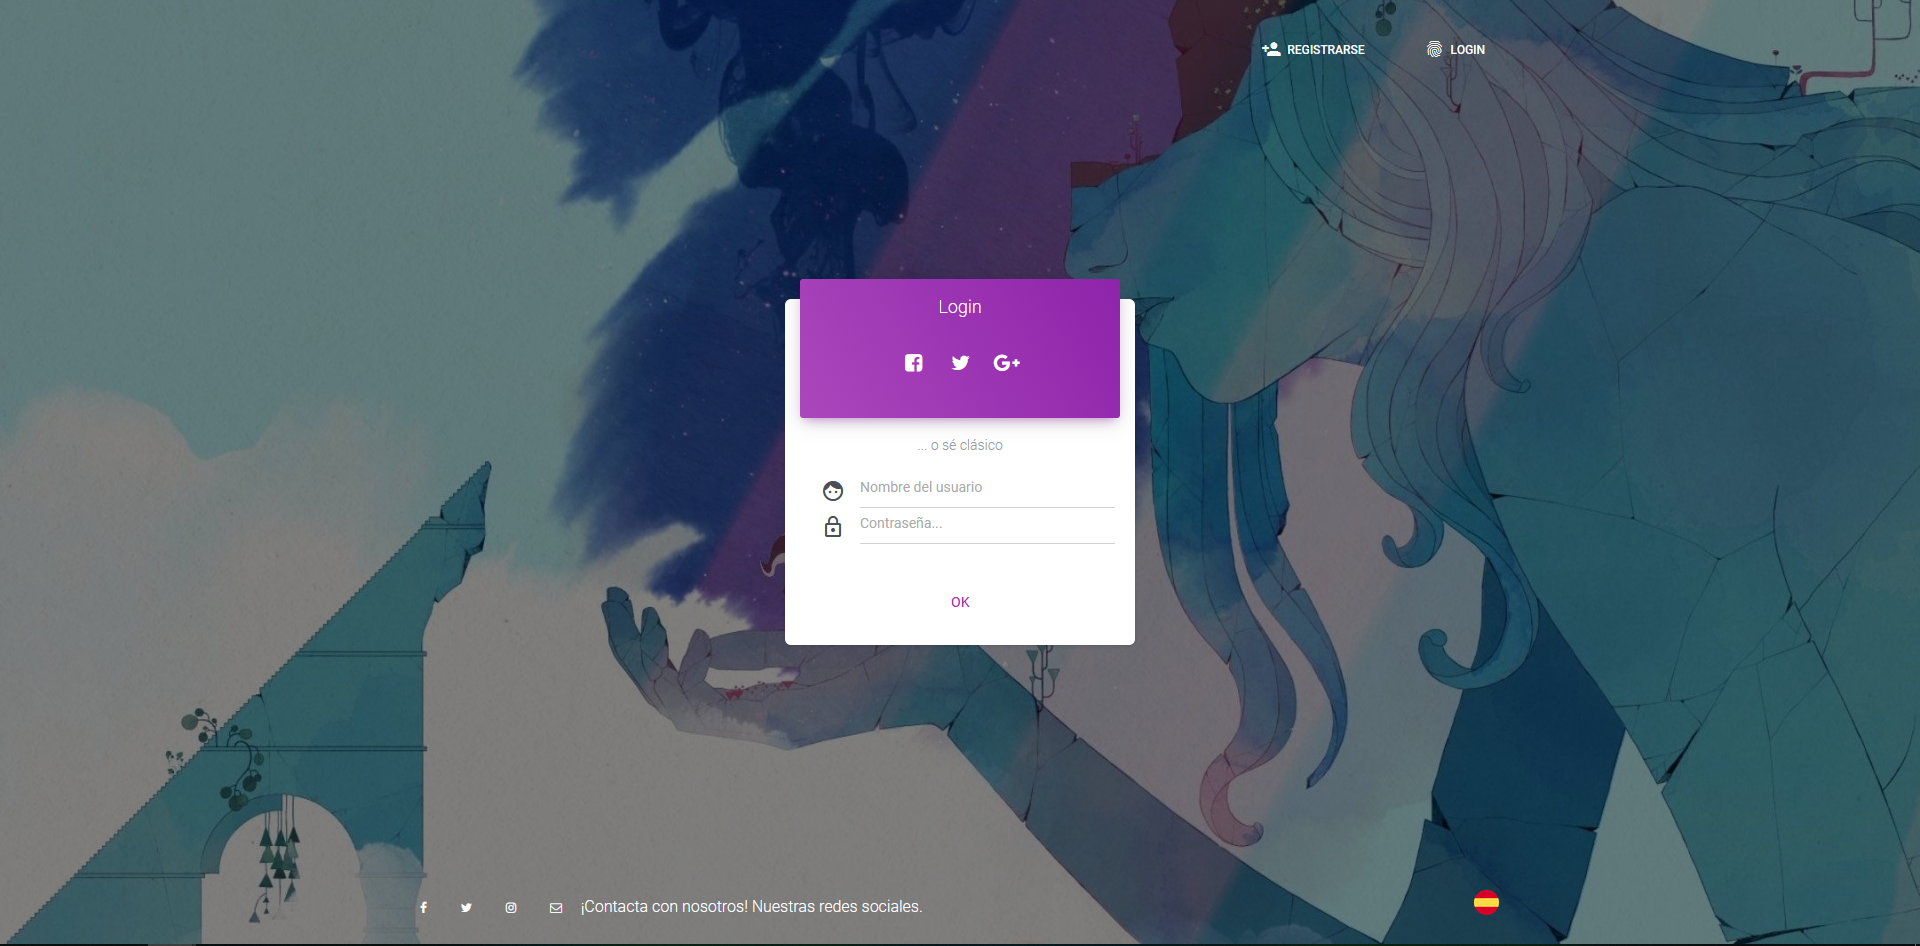 REGISTRARSE
LOGIN
Login
... o sé clásico
Nombre del usuario
Contraseña...
OK
¡Contacta con nosotros! Nuestras redes sociales.